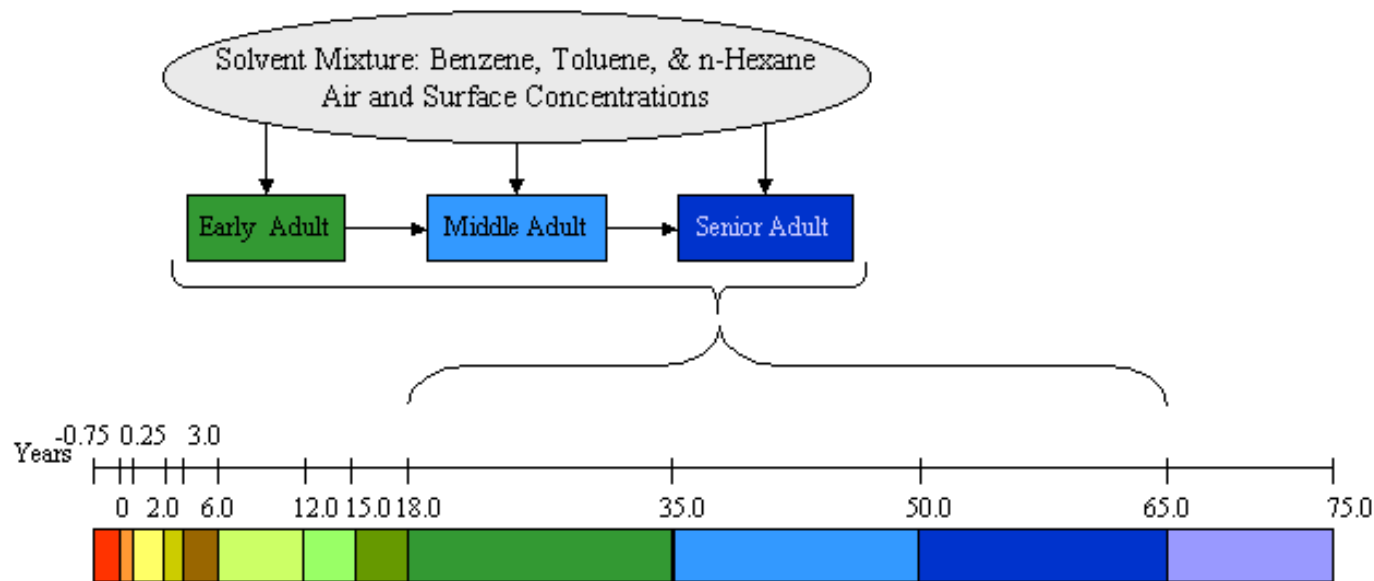 Solvent Mixture: Benzene, Toluene, & n-Hexane
Air and Surface Concentrations
Early Adult
Middle Adult
Senior Adult
-0.75 0.25 3.0
Years
0 2.0 6.0 12.0 15.0 18.0 35.0 50.0 65.0 75.0